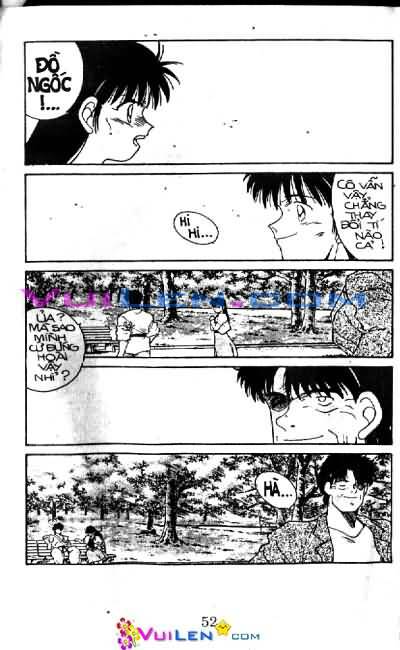 ĐỒ
NGỐC
!...
CÔ VẪN
VẬY,
CHẲNG
THAY
ĐỔI TÍ
NÀO
CẢ!
HI
HI...
VUILEN.COM
ỦA?
MÀ SAO
MÌNH
CỨ ĐỨNG
HOÀI
VẬY
NHỈ?
HÀ...
52
VUILEN.COM